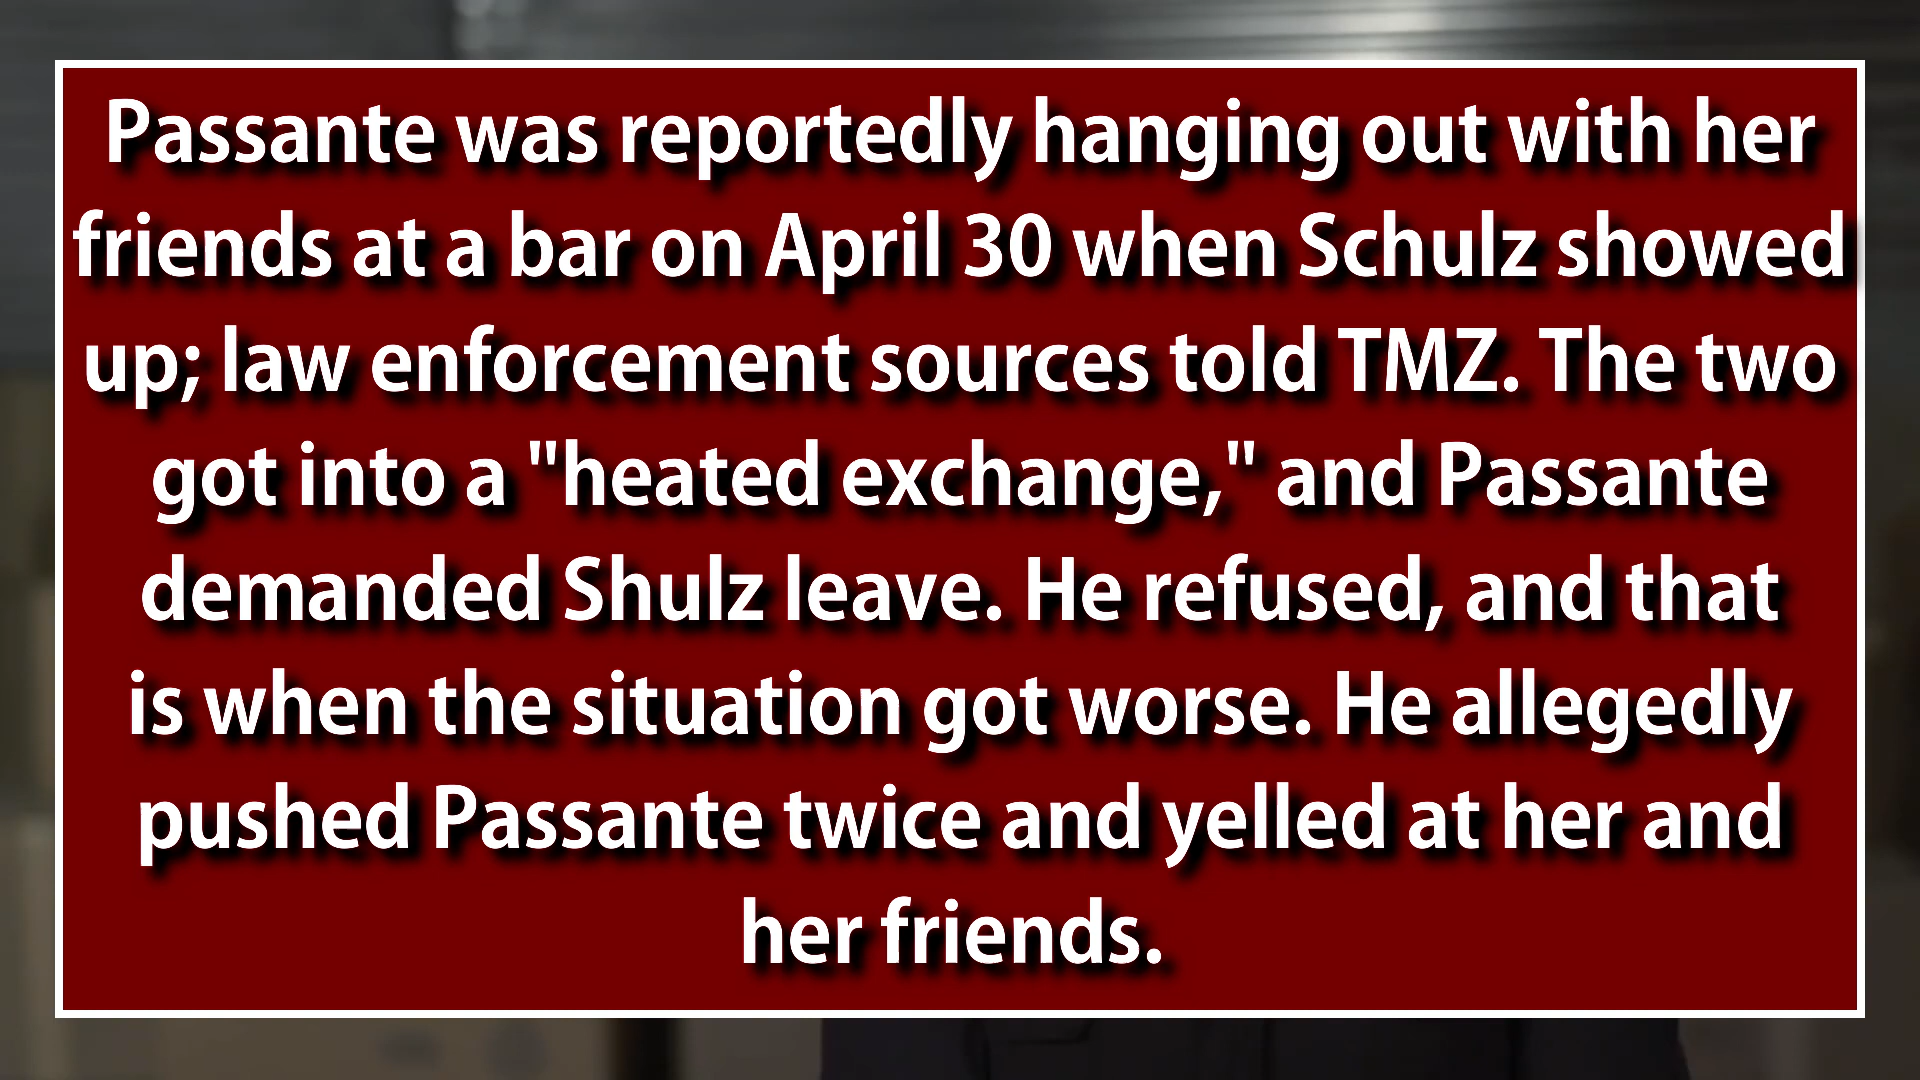 Passante was reportedly hanging out with her
friends at a bar on April 30 when Schulz showed
up; law enforcement sources told TMZ. The two
got into a "heated exchange," and Passante
demanded Shulz leave. He refused, and that
is when the situation got worse. He allegedly
pushed Passante twice and yelled at her and
her friends.